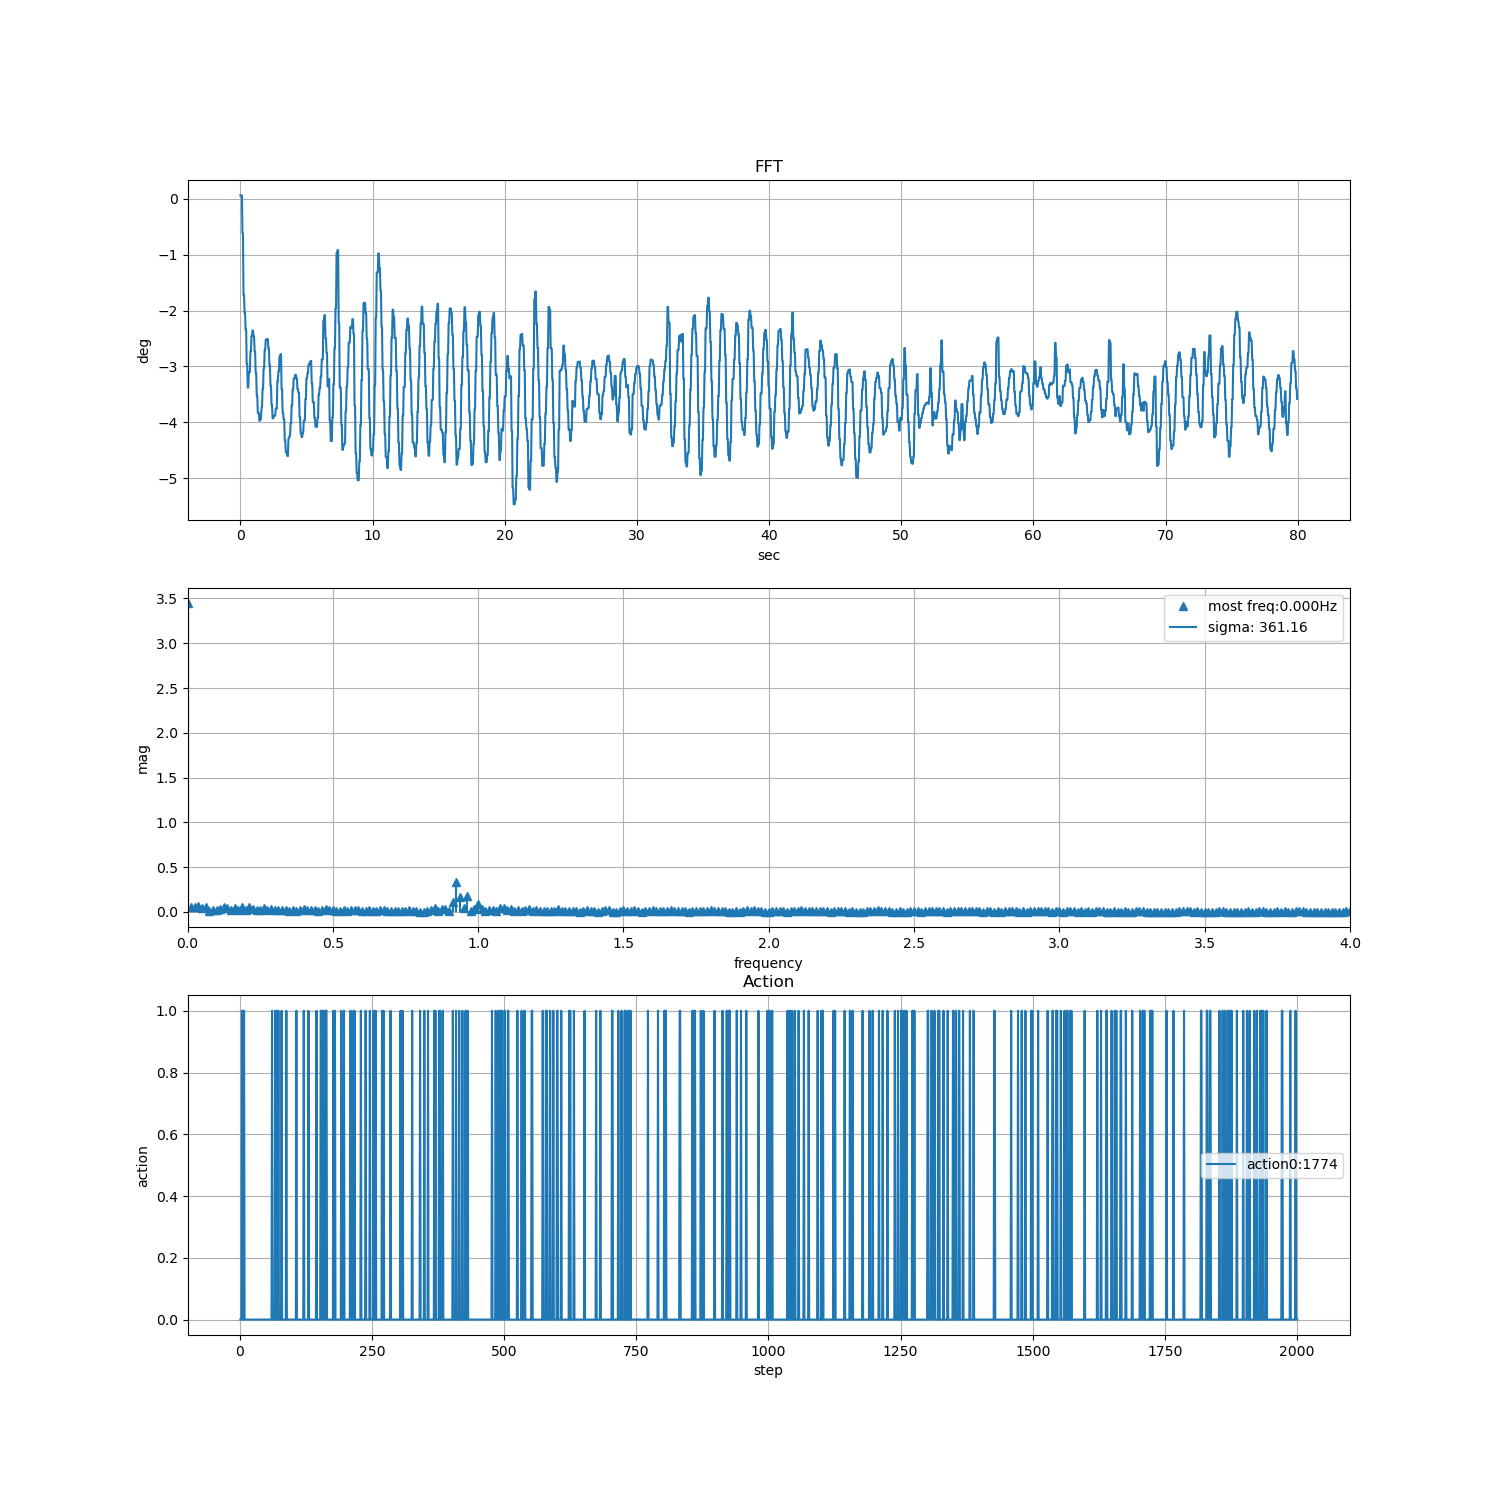 FFT
0
−1
−2
−3
−4
−5
deg
0 10 20 30 40 50 60 70 80
sec
3.5
3.0
2.5
2.0
1.5
1.0
0.5
0.0
mag
most freq:0.000Hz
sigma: 361.16
0.0 0.5 1.0 1.5 2.0 2.5 3.0 3.5 4.0
frequency
Action
1.0
0.8
0.6
0.4
0.2
0.0
action
action0:1774
0 250 500 750 1000 1250 1500 1750 2000
step